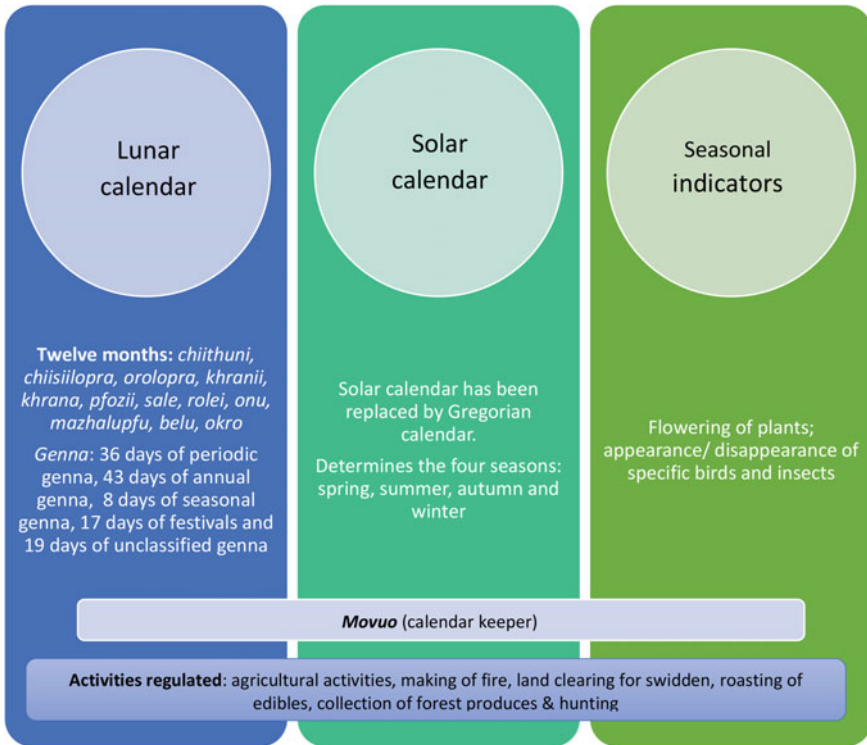 Lunar
calendar
Twelve months: chiithuni,
chiisiilopra, orolopra, khranii,
khrana, pfozii, sale, rolei, onu,
mazhalupfu, belu, okro
Genna: 36 days of periodic
genna, 43 days of annual
genna, 8 days of seasonal
genna, 17 days of festivals and
19 days of unclassified genna
Solar
calendar
Solar calendar has been
replaced by Gregorian
calendar.
Determines the four seasons:
spring, summer, autumn and
winter
Seasonal
indicators
Flowering of plants;
appearance/ disappearance of
specific birds and insects
Movuo (calendar keeper)
Activities regulated: agricultural activities, making of fire, land clearing for swidden, roasting of
edibles, collection of forest produces & hunting